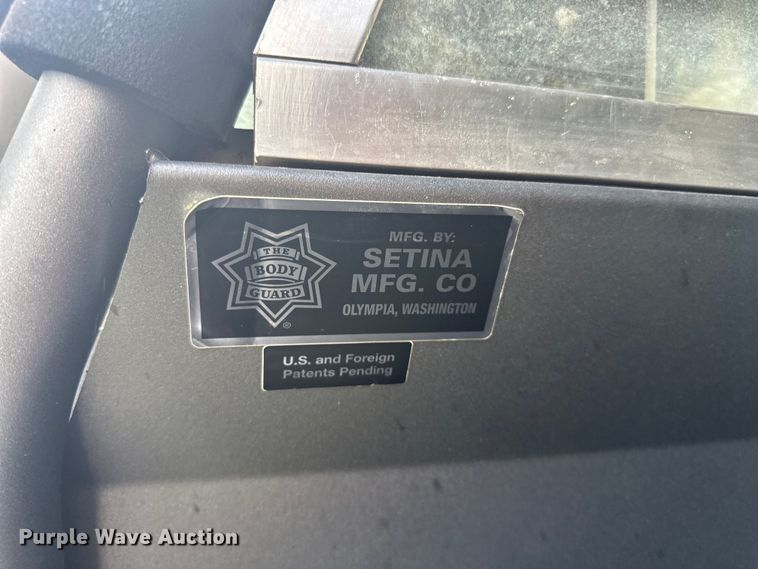 THE
BODY
GUARD
®
MFG. BY:
SETINA
MFG. CO
OLYMPIA, WASHINGTON
U.S. and Foreign
Patents Pending
Purple Wave Auction